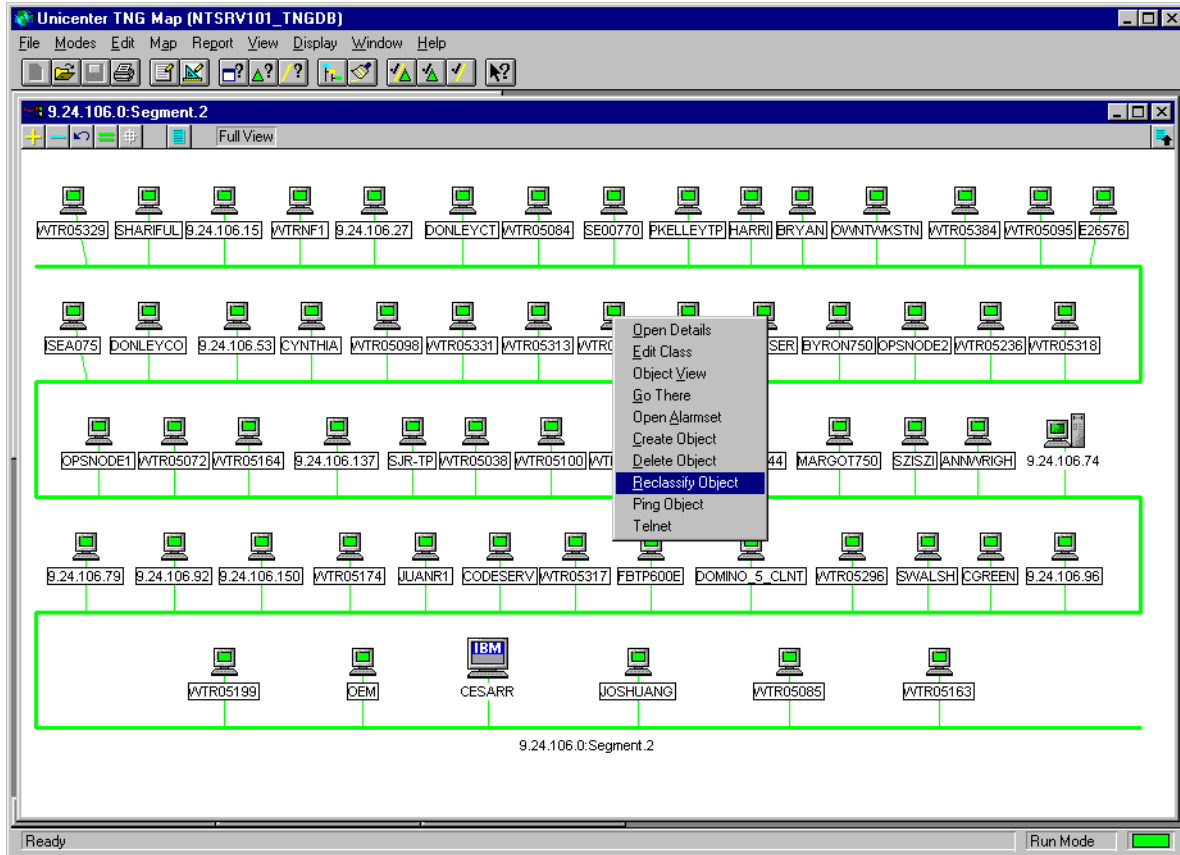 Unicenter TNG Map (NTSRV101_TNGDB)
File Modes Edit Map Report View Display Window Help
9.24.106.0:Segment.2
Full View
WTR05329 SHARIFUL 9.24.106.15 WTRNF1 9.24.106.27 DONLEYCT WTR05084 SE00770 PKELLEYTP HARRI BRYAN OWNTWKSTN WTR05384 WTR05095 E26576
ISEA075 DONLEYCO 9.24.106.53 CYNTHIA WTR05098 WTR05331 WTR05313 SER BYRON750 OPSNODE2 WTR05236 WTR05318
Open Details
Edit Class
Object View
Go There
Open Alarmset
Create Object
Delete Object
Reclassify Object
Ping Object
Telnet
OPSNODE1 WTR05072 WTR05164 9.24.106.137 SJR-TP WTR05038 WTR05100 44 MARGOT750 SZISZI ANNWRIGH 9.24.106.74
9.24.106.79 9.24.106.92 9.24.106.150 WTR05174 JUANR1 CODESERV WTR05317 FBTP600E DOMINO_5_CLNT WTR05296 SWALSH CGREEN 9.24.106.96
IBM
WTR05199 OEM CESARR JOSHUANG WTR05085 WTR05163
9.24.106.0:Segment.2
Ready Run Mode